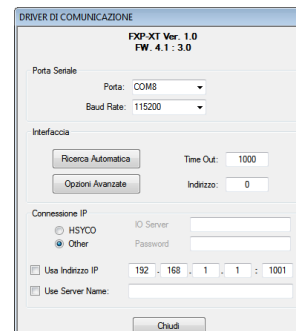 DRIVER DI COMUNICAZIONE
FXP-XT Ver. 1.0
FW. 4.1 : 3.0
Porta Seriale
Porta: COM8
Baud Rate: 115200
Interfaccia
Ricerca Automatica Time Out: 1000
Opzioni Avanzate Indirizzo: 0
Connessione IP
HSYCO IO Server
Other Password
Usa Indirizzo IP 192 . 168 . 1 . 1 : 1001
Use Server Name:
Chiudi